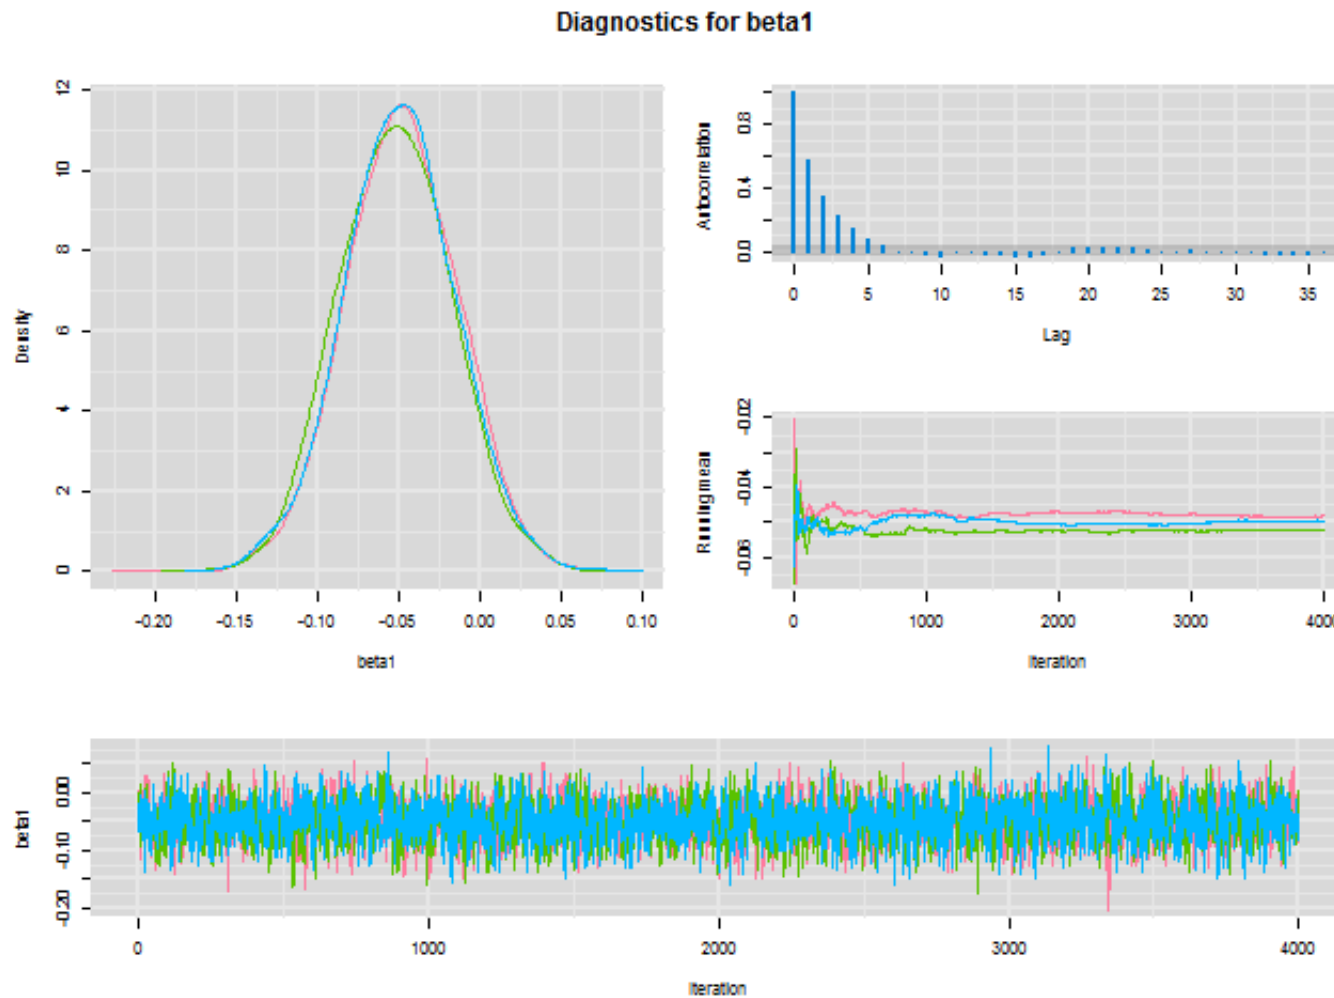 Diagnostics for beta1
Density
0 2 4 6 8 10 12
-0.20 -0.15 -0.10 -0.05 0.00 0.05 0.10
beta1
Autocorrelation
0.0 0.4 0.8
0 5 10 15 20 25 30 35
Lag
Running mean
-0.06 -0.04 -0.02
0 1000 2000 3000 4000
Iteration
beta1
-0.20 -0.10 0.00
0 1000 2000 3000 4000
Iteration